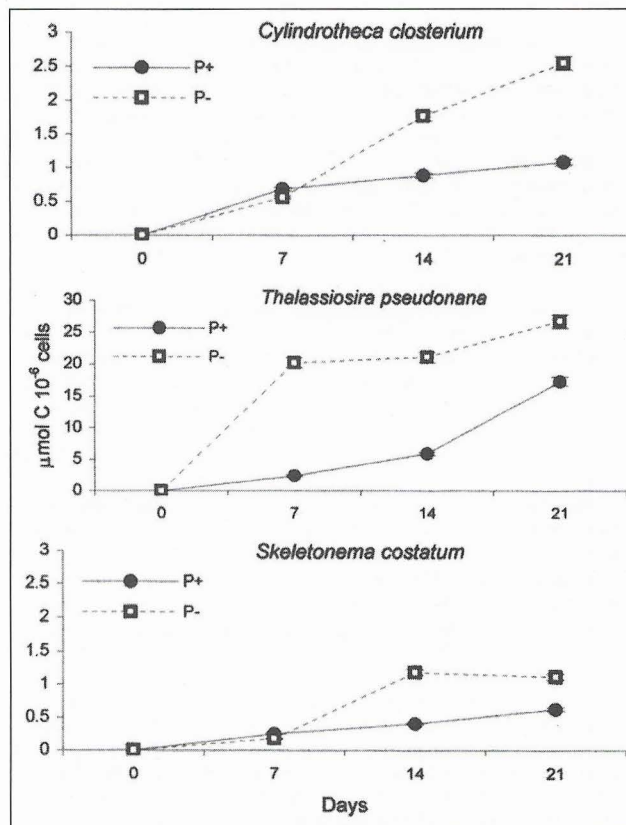 Cylindrotheca closterium
3
2.5
2
1.5
1
0.5
0
P+
P-
0 7 14 21
Thalassiosira pseudonana
30
25
20
15
10
5
0
P+
P-
0 7 14 21
µmol C 10⁻⁶ cells
Skeletonema costatum
3
2.5
2
1.5
1
0.5
0
P+
P-
0 7 14 21
Days